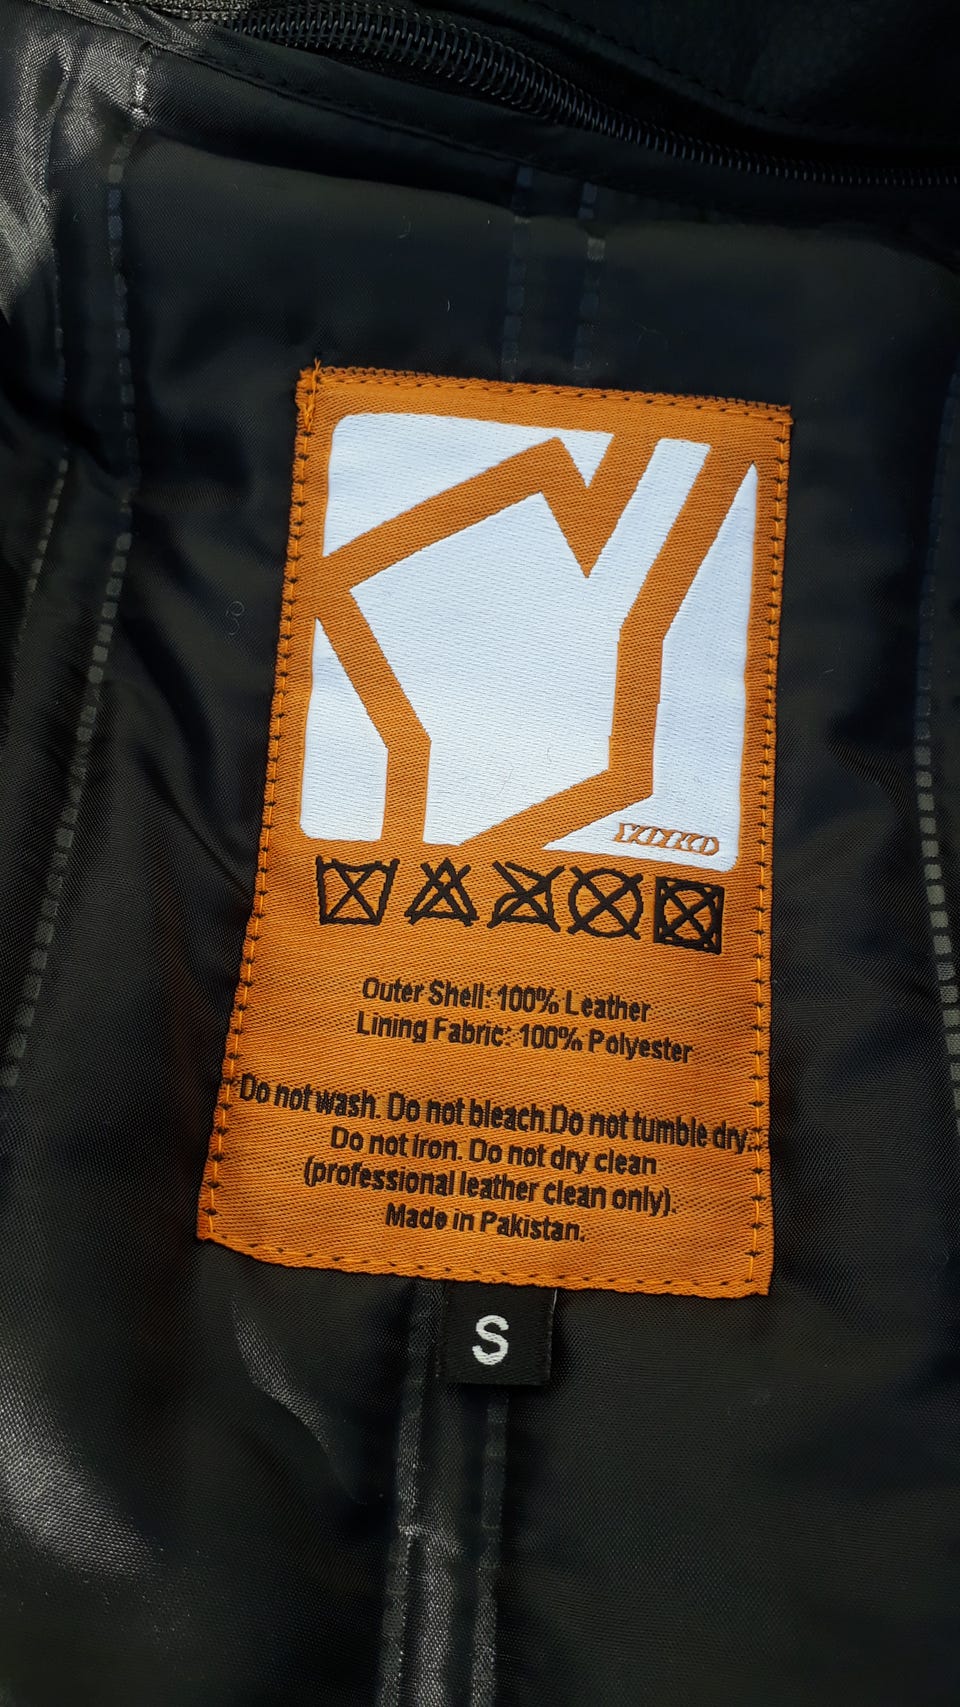 Outer Shell: 100% Leather
Lining Fabric: 100% Polyester
Do not wash. Do not bleach.Do not tumble dry.
Do not iron. Do not dry clean
(professional leather clean only).
Made in Pakistan.
S